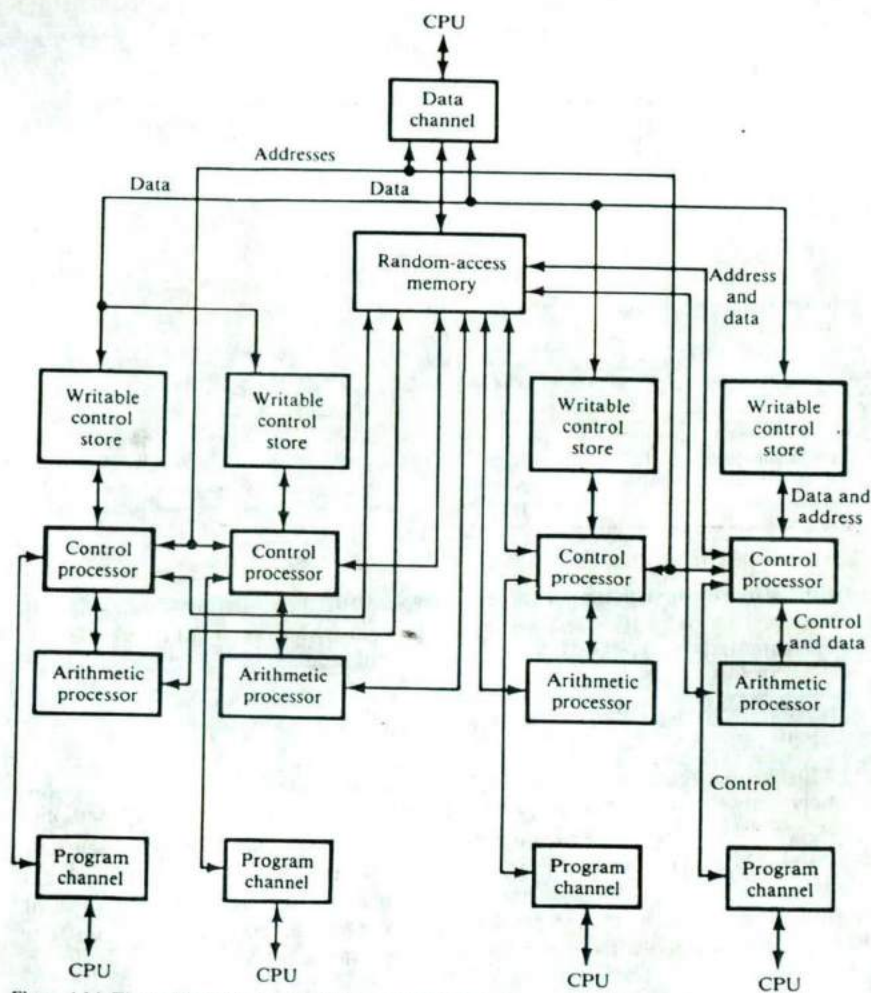 CPU
Data
channel
Addresses
Data
Data
Random-access
memory
Address
and
data
Writable
control
store
Writable
control
store
Writable
control
store
Writable
control
store
Data and
address
Control
processor
Control
processor
Control
processor
Control
processor
Control
and data
Arithmetic
processor
Arithmetic
processor
Arithmetic
processor
Arithmetic
processor
Control
Program
channel
Program
channel
Program
channel
Program
channel
CPU
CPU
CPU
CPU